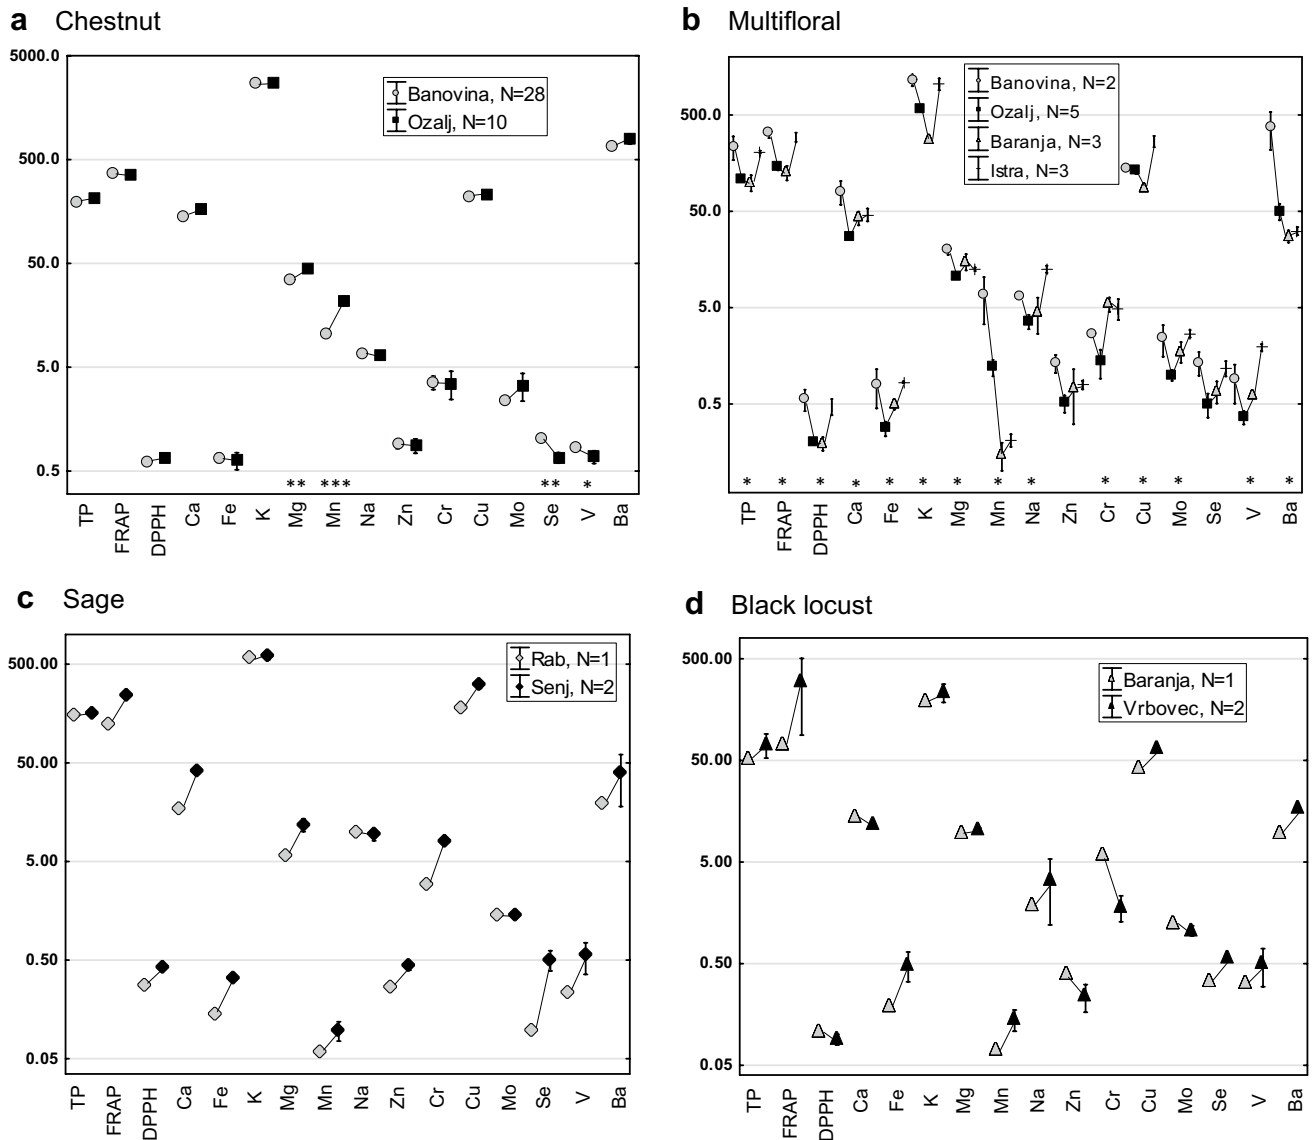 a Chestnut
5000.0
500.0
50.0
5.0
0.5
Banovina, N=28
Ozalj, N=10
** *** ** *
TP FRAP DPPH Ca Fe K Mg Mn Na Zn Cr Cu Mo Se V Ba
b Multifloral
500.0
50.0
5.0
0.5
Banovina, N=2
Ozalj, N=5
Baranja, N=3
Istra, N=3
* * * * * * * * * * * * * *
TP FRAP DPPH Ca Fe K Mg Mn Na Zn Cr Cu Mo Se V Ba
c Sage
500.00
50.00
5.00
0.50
0.05
Rab, N=1
Senj, N=2
TP FRAP DPPH Ca Fe K Mg Mn Na Zn Cr Cu Mo Se V Ba
d Black locust
500.00
50.00
5.00
0.50
0.05
Baranja, N=1
Vrbovec, N=2
TP FRAP DPPH Ca Fe K Mg Mn Na Zn Cr Cu Mo Se V Ba